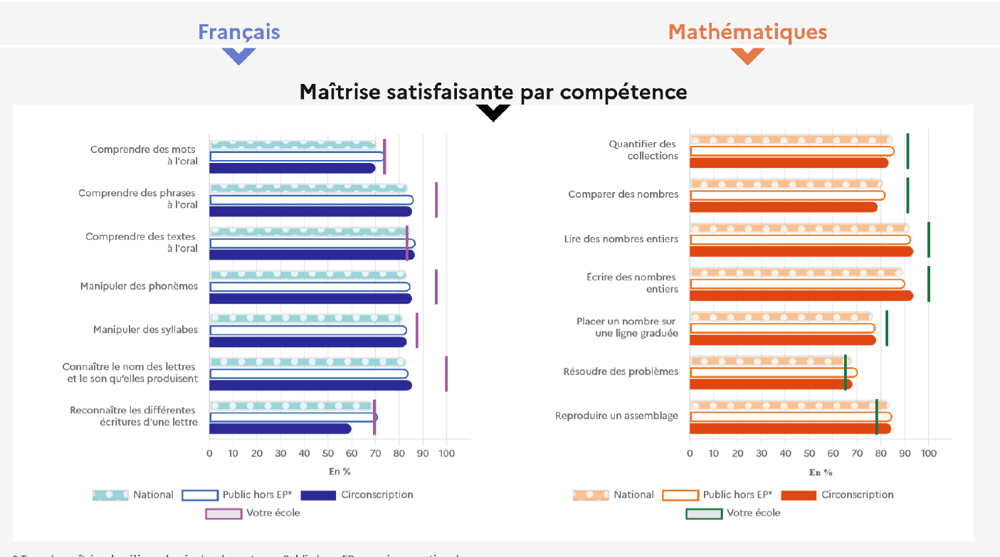 Français
Mathématiques
Maîtrise satisfaisante par compétence
Comprendre des mots
à l'oral
Comprendre des phrases
à l'oral
Comprendre des textes
à l'oral
Manipuler des phonèmes
Manipuler des syllabes
Connaître le nom des lettres
et le son qu'elles produisent
Reconnaître les différentes
écritures d'une lettre
0 10 20 30 40 50 60 70 80 90 100
En %
National Public hors EP* Circonscription
Votre école
Quantifier des
collections
Comparer des nombres
Lire des nombres entiers
Écrire des nombres
entiers
Placer un nombre sur
une ligne graduée
Résoudre des problèmes
Reproduire un assemblage
0 10 20 30 40 50 60 70 80 90 100
En %
National Public hors EP* Circonscription
Votre école